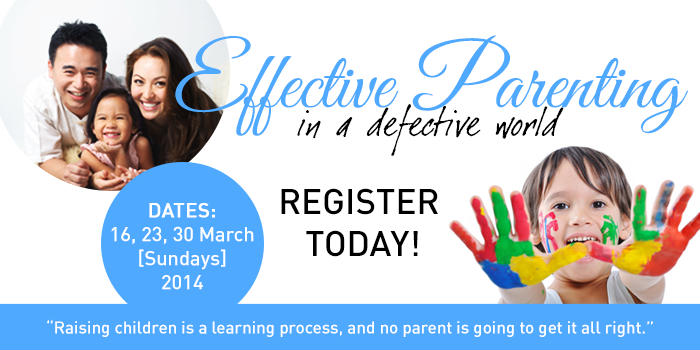 Effective Parenting
in a defective world
DATES:
16, 23, 30 March
[Sundays]
2014
REGISTER
TODAY!
“Raising children is a learning process, and no parent is going to get it all right.”